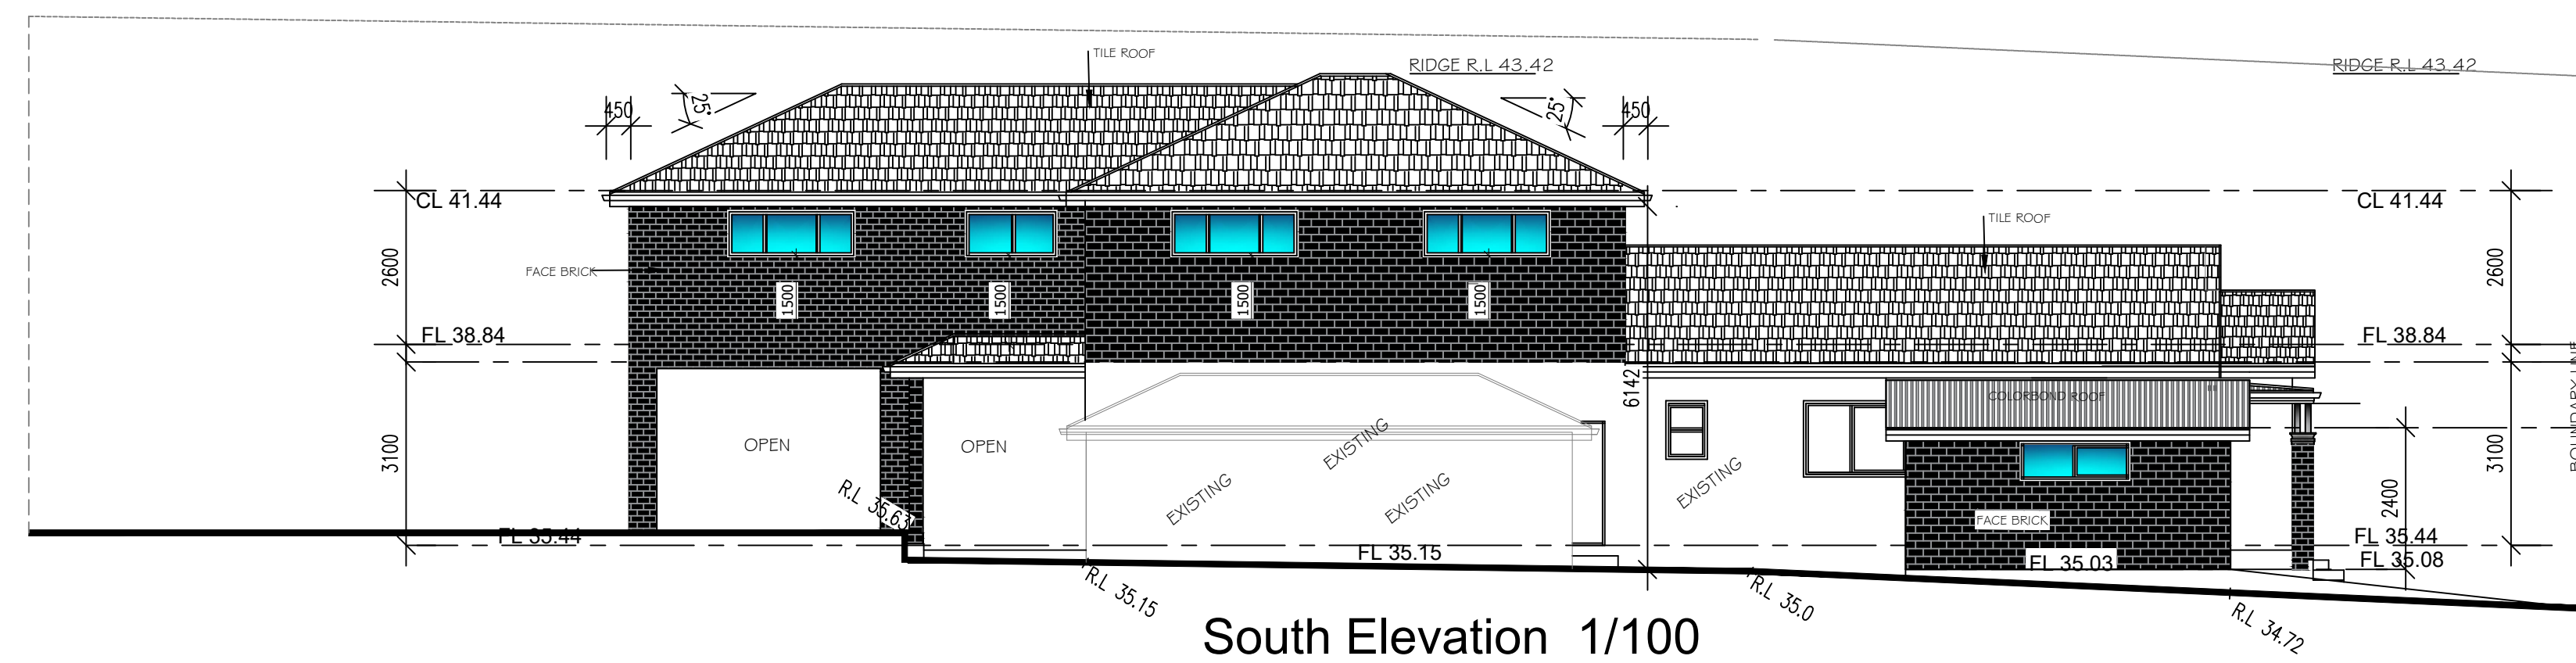 TILE ROOF
RIDGE R.L 43.42
RIDGE R.L 43.42
450
25°
25°
450
CL 41.44
CL 41.44
TILE ROOF
2600
FACE BRICK
2600
1500
1500
1500
1500
FL 38.84
FL 38.84
6142
BOUNDARY LINE
COLORBOND ROOF
3100
OPEN
OPEN
EXISTING
3100
R.L 35.63
EXISTING
EXISTING
EXISTING
2400
FACE BRICK
FL 35.44
FL 35.44
FL 35.15
FL 35.03
FL 35.08
R.L 35.15
R.L 35.0
R.L 34.72
South Elevation 1/100